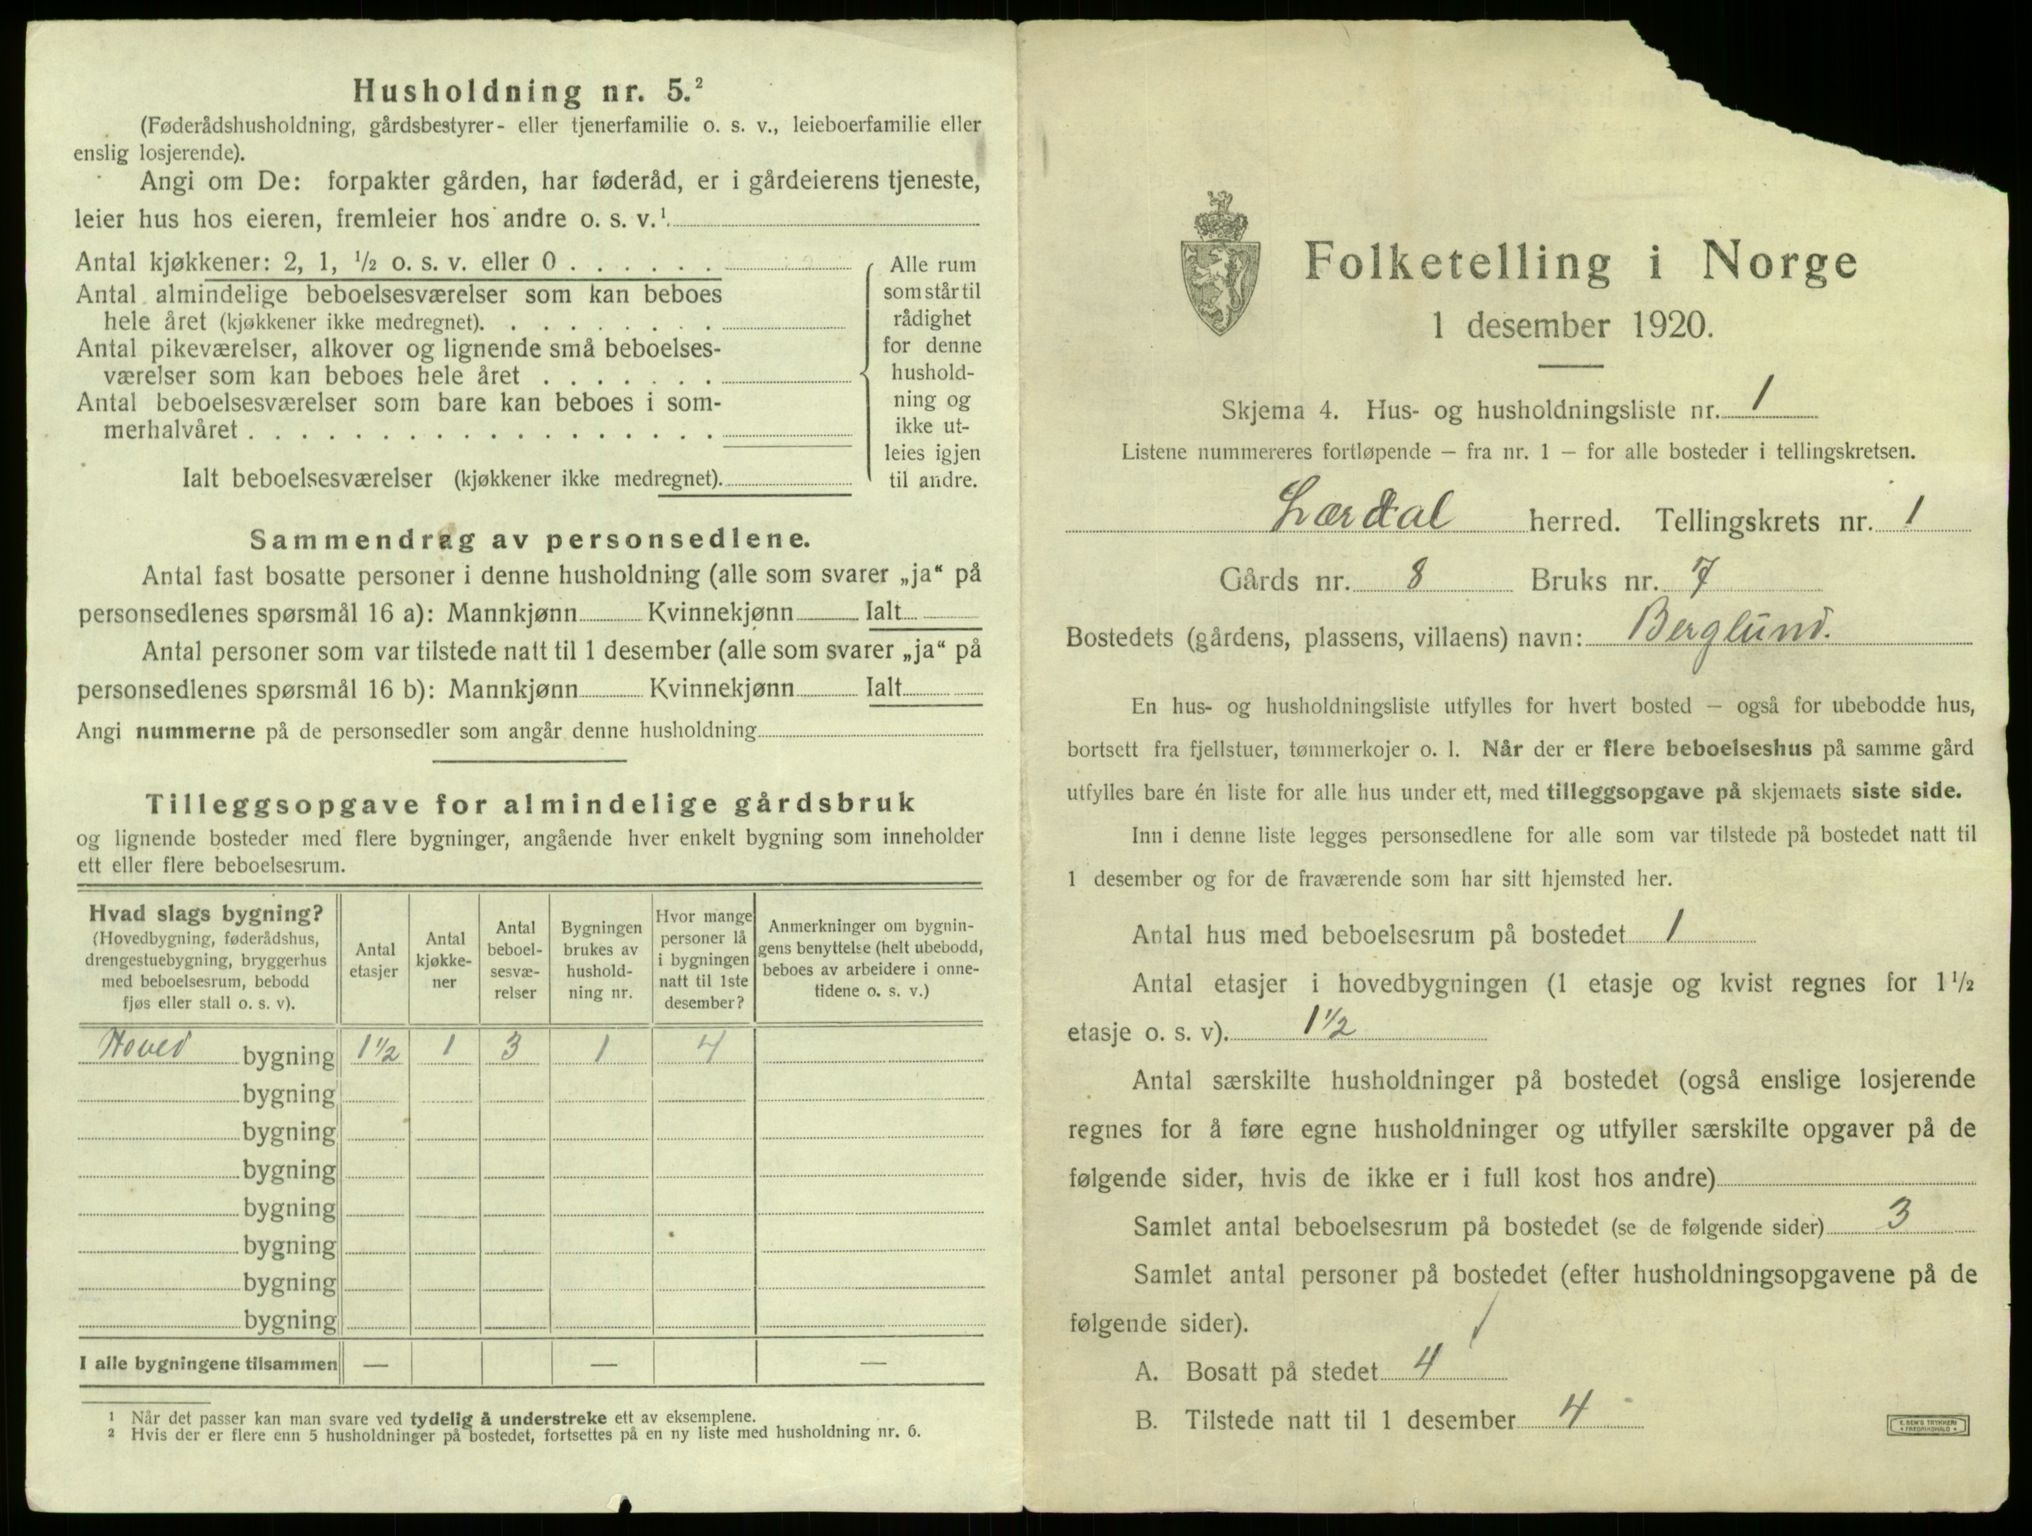 Husholdning nr. 5.²
(Føderådshusholdning, gårdsbestyrer- eller tjenerfamilie o. s. v., leieboerfamilie eller
enslig losjerende).
Angi om De: forpakter gården, har føderåd, er i gårdeierens tjeneste,
leier hus hos eieren, fremleier hos andre o. s. v.¹
Antal kjøkkener: 2, 1, ½ o. s. v. eller 0
Antal almindelige beboelsesværelser som kan beboes
hele året (kjøkkener ikke medregnet).
Antal pikeværelser, alkover og lignende små beboelses-
værelser som kan beboes hele året
Antal beboelsesværelser som bare kan beboes i som-
merhalvåret
Ialt beboelsesværelser (kjøkkener ikke medregnet).
Alle rum
som står til
rådighet
for denne
hushold-
ning og
ikke ut-
leies igjen
til andre.
Sammendrag av personsedlene.
Antal fast bosatte personer i denne husholdning (alle som svarer „ja“ på
personsedlenes spørsmål 16 a): Mannkjønn Kvinnekjønn Ialt
Antal personer som var tilstede natt til 1 desember (alle som svarer „ja“ på
personsedlenes spørsmål 16 b): Mannkjønn Kvinnekjønn Ialt
Angi nummerne på de personsedler som angår denne husholdning
Tilleggsopgave for almindelige gårdsbruk
og lignende bosteder med flere bygninger, angående hver enkelt bygning som inneholder
ett eller flere beboelsesrum.
Hvad slags bygning?
(Hovedbygning, føderådshus,
drengestuebygning, bryggerhus
med beboelsesrum, bebodd
fjøs eller stall o. s. v).
Antal
etasjer
Antal
kjøkke-
ner
Antal
beboel-
sesvæ-
relser
Bygningen
brukes av
hushold-
ning nr.
Hvor mange
personer lå
i bygningen
natt til 1ste
desember?
Anmerkninger om bygnin-
gens benyttelse (helt ubebodd,
beboes av arbeidere i onne-
tidene o. s. v.)
Hoved bygning 1½ 1 3 1 4
bygning
bygning
bygning
bygning
bygning
bygning
bygning
I alle bygningene tilsammen — — —
¹ Når det passer kan man svare ved tydelig å understreke ett av eksemplene.
² Hvis der er flere enn 5 husholdninger på bostedet, fortsettes på en ny liste med husholdning nr. 6.
Folketelling i Norge
1 desember 1920.
Skjema 4. Hus- og husholdningsliste nr. 1
Listene nummereres fortløpende — fra nr. 1 — for alle bosteder i tellingskretsen.
Lærdal herred. Tellingskrets nr. 1
Gårds nr. 8 Bruks nr. 7
Bostedets (gårdens, plassens, villaens) navn: Berglund.
En hus- og husholdningsliste utfylles for hvert bosted — også for ubebodde hus,
bortsett fra fjellstuer, tømmerkojer o. l. Når der er flere beboelseshus på samme gård
utfylles bare én liste for alle hus under ett, med tilleggsopgave på skjemaets siste side.
Inn i denne liste legges personsedlene for alle som var tilstede på bostedet natt til
1 desember og for de fraværende som har sitt hjemsted her.
Antal hus med beboelsesrum på bostedet 1
Antal etasjer i hovedbygningen (1 etasje og kvist regnes for 1½
etasje o. s. v). 1½
Antal særskilte husholdninger på bostedet (også enslige losjerende
regnes for å føre egne husholdninger og utfyller særskilte opgaver på de
følgende sider, hvis de ikke er i full kost hos andre)
Samlet antal beboelsesrum på bostedet (se de følgende sider) 3
Samlet antal personer på bostedet (efter husholdningsopgavene på de
følgende sider).
A. Bosatt på stedet 4
B. Tilstede natt til 1 desember 4
E. SEM'S TRYKKERI
FREDRIKSHALD